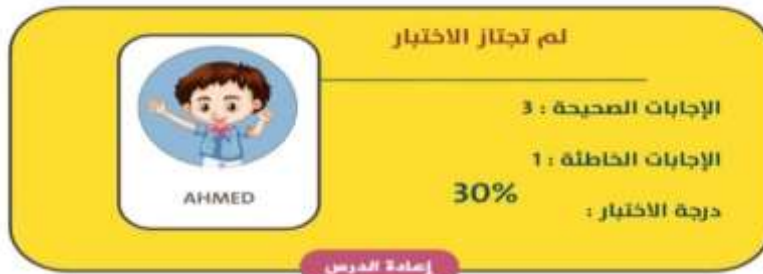 لم تجتاز الاختبار
الإجابات الصحيحة : 3
الإجابات الخاطئة : 1
درجة الاختبار : 30%
AHMED
إعادة الدرس